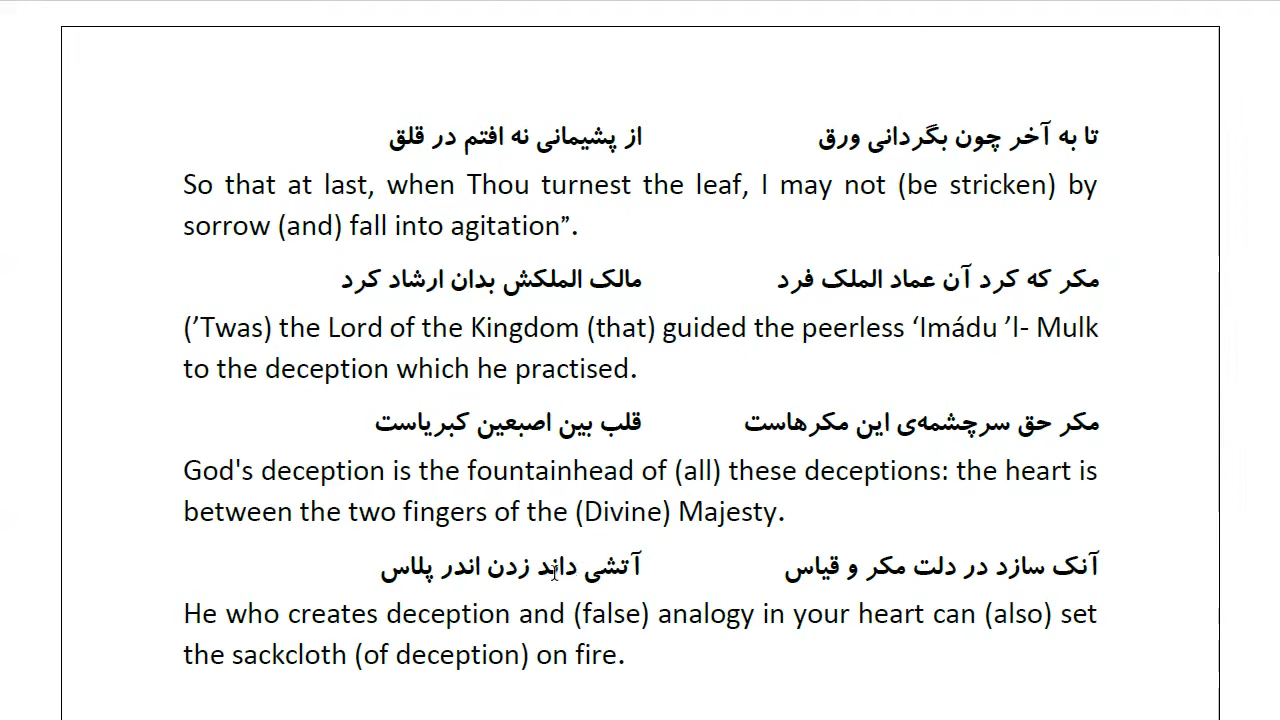 تا به آخر چون بگردانی ورق از پشیمانی نه افتم در قلق
So that at last, when Thou turnest the leaf, I may not (be stricken) by
sorrow (and) fall into agitation”.
مکر که کرد آن عماد الملک فرد مالک الملکش بدان ارشاد کرد
(’Twas) the Lord of the Kingdom (that) guided the peerless ‘Imádu ’l- Mulk
to the deception which he practised.
مکر حق سرچشمه‌ی این مکرهاست قلب بین اصبعین کبریاست
God's deception is the fountainhead of (all) these deceptions: the heart is
between the two fingers of the (Divine) Majesty.
آنک سازد در دلت مکر و قیاس آتشی داند زدن اندر پلاس
He who creates deception and (false) analogy in your heart can (also) set
the sackcloth (of deception) on fire.